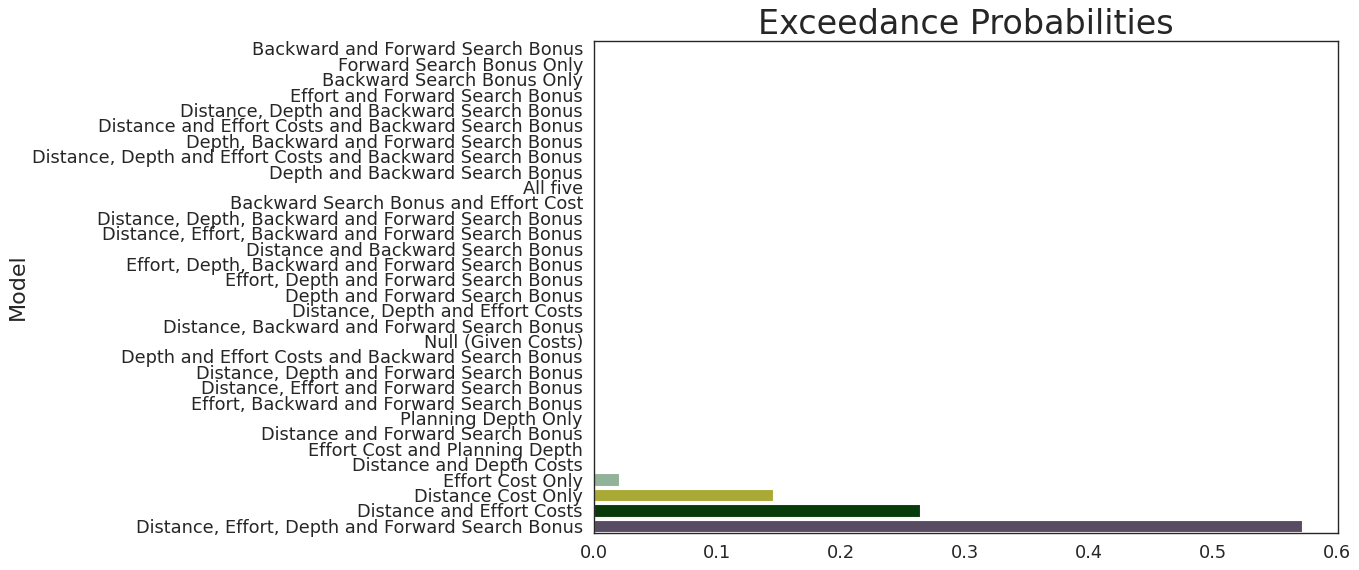 Exceedance Probabilities
Backward and Forward Search Bonus
Forward Search Bonus Only
Backward Search Bonus Only
Effort and Forward Search Bonus
Distance, Depth and Backward Search Bonus
Distance and Effort Costs and Backward Search Bonus
Depth, Backward and Forward Search Bonus
Distance, Depth and Effort Costs and Backward Search Bonus
Depth and Backward Search Bonus
All five
Backward Search Bonus and Effort Cost
Distance, Depth, Backward and Forward Search Bonus
Distance, Effort, Backward and Forward Search Bonus
Distance and Backward Search Bonus
Effort, Depth, Backward and Forward Search Bonus
Effort, Depth and Forward Search Bonus
Depth and Forward Search Bonus
Distance, Depth and Effort Costs
Distance, Backward and Forward Search Bonus
Null (Given Costs)
Depth and Effort Costs and Backward Search Bonus
Distance, Depth and Forward Search Bonus
Distance, Effort and Forward Search Bonus
Effort, Backward and Forward Search Bonus
Planning Depth Only
Distance and Forward Search Bonus
Effort Cost and Planning Depth
Distance and Depth Costs
Effort Cost Only
Distance Cost Only
Distance and Effort Costs
Distance, Effort, Depth and Forward Search Bonus
Model
0.0 0.1 0.2 0.3 0.4 0.5 0.6